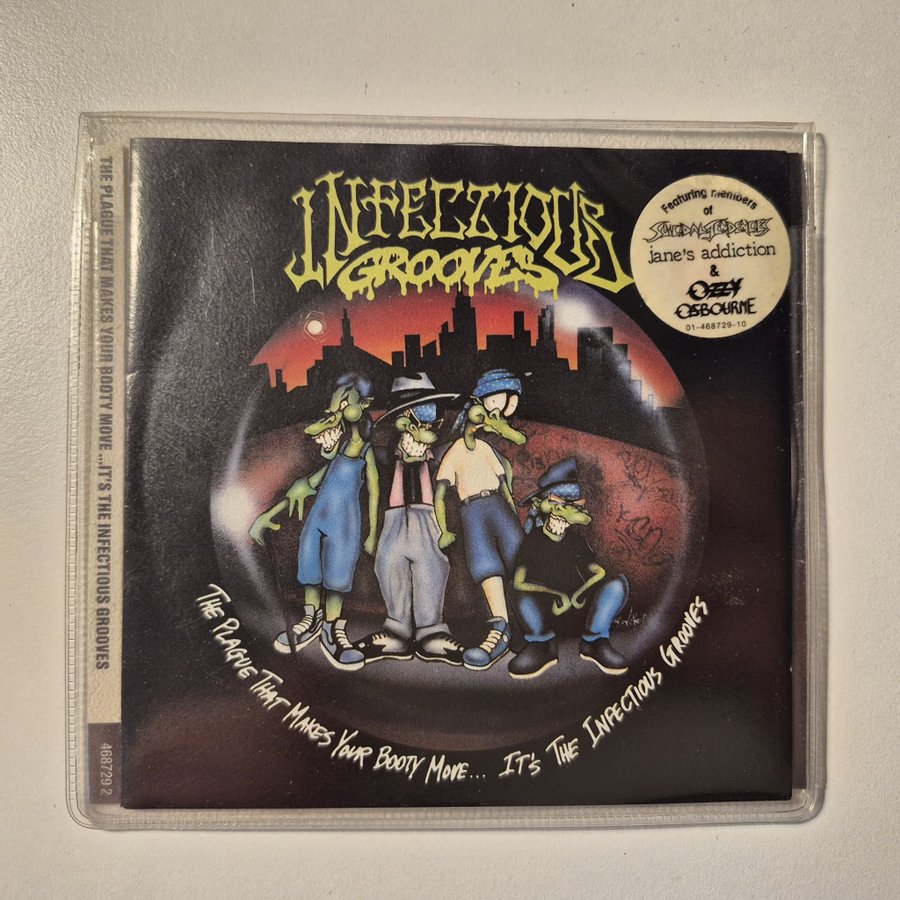 INFECTIOUS
GROOVES
Featuring members
of
SUICIDAL TENDENCIES
jane's addiction
&
OZZY
OSBOURNE
01-468729-10
THE PLAGUE THAT MAKES YOUR BOOTY MOVE... IT'S THE INFECTIOUS GROOVES
THE PLAGUE THAT MAKES YOUR BOOTY MOVE...IT'S THE INFECTIOUS GROOVES
468729 2